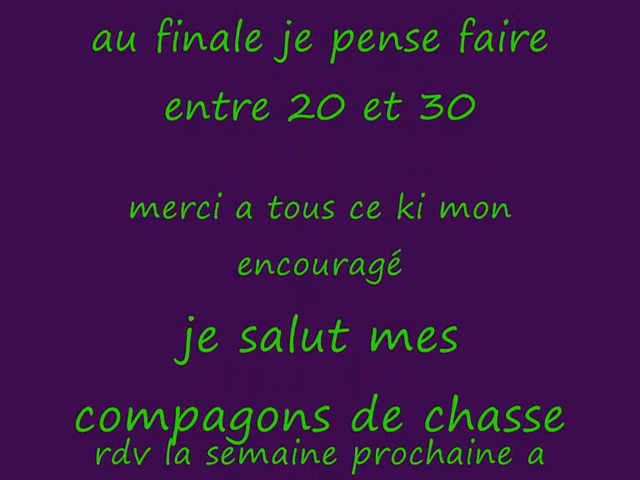 au finale je pense faire
entre 20 et 30
merci a tous ce ki mon
encouragé
je salut mes
compagons de chasse
rdv la semaine prochaine a